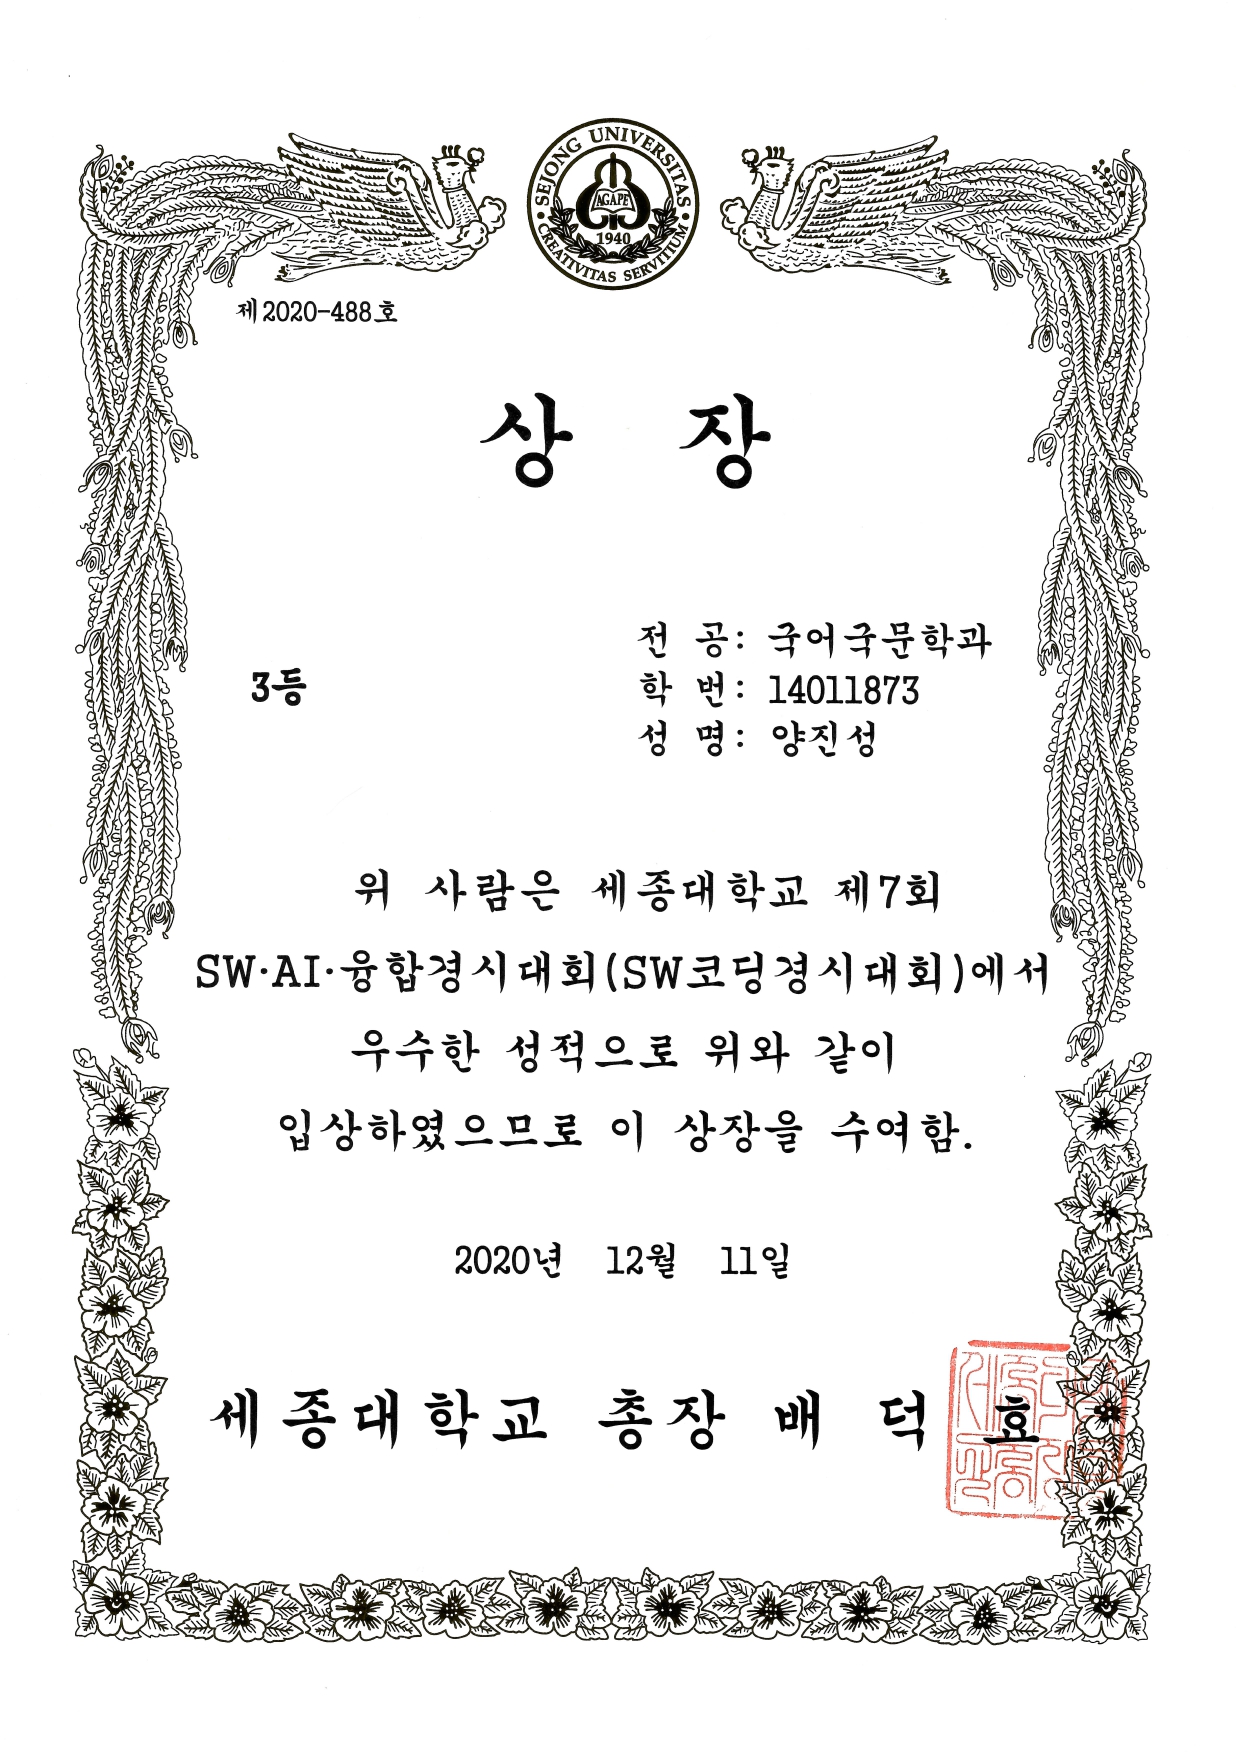 SEJONG UNIVERSITAS
AGAPE
1940
CREATIVITAS SERVITIUM
제2020-488호
상 장
3등
전 공: 국어국문학과
학 번: 14011873
성 명: 양진성
위 사람은 세종대학교 제7회
SW·AI·융합경시대회(SW코딩경시대회)에서
우수한 성적으로 위와 같이
입상하였으므로 이 상장을 수여함.
2020년 12월 11일
세종대학교 총장 배 덕 효